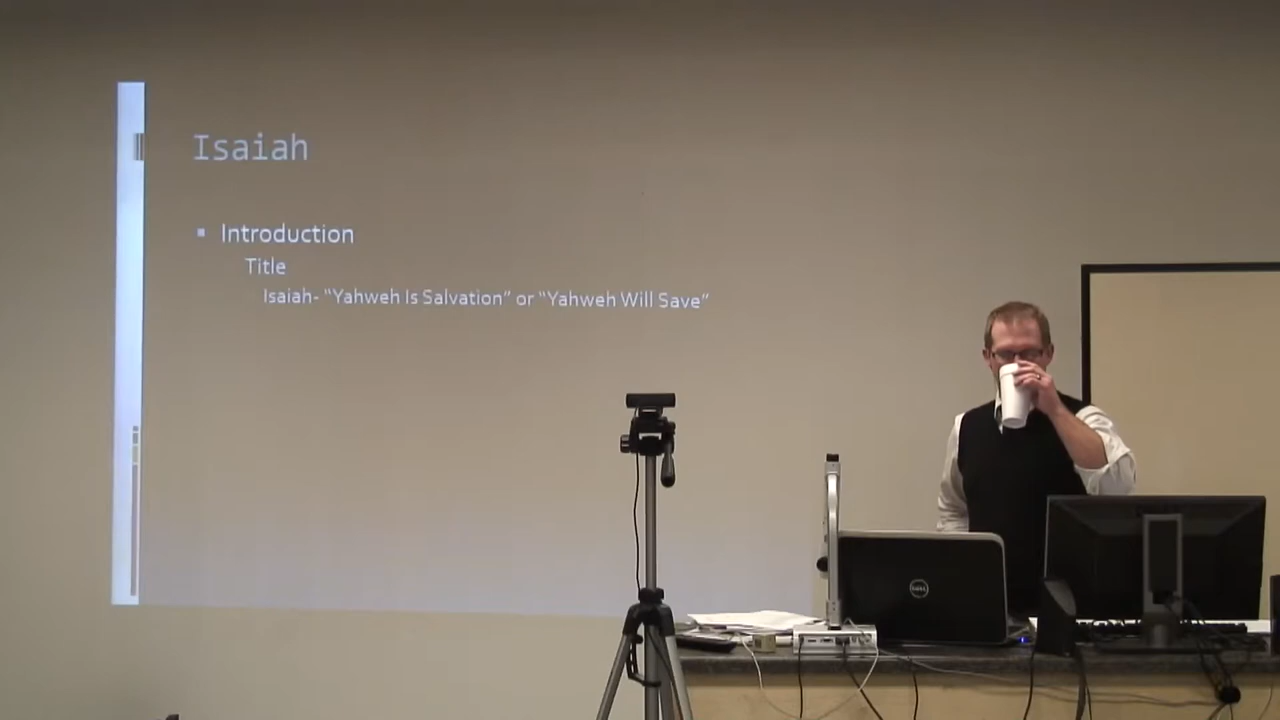 Isaiah
▪ Introduction
Title
Isaiah- “Yahweh Is Salvation” or “Yahweh Will Save”
DELL